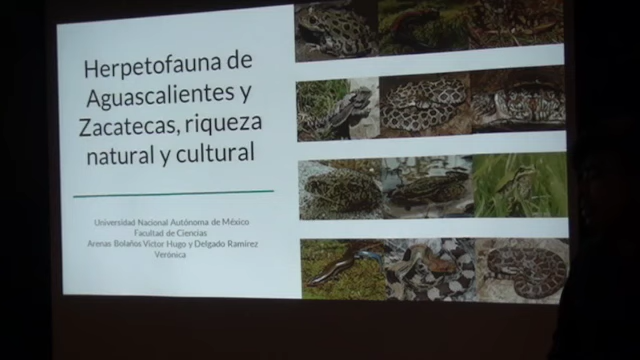 Herpetofauna de
Aguascalientes y
Zacatecas, riqueza
natural y cultural
Universidad Nacional Autónoma de México
Facultad de Ciencias
Arenas Bolaños Víctor Hugo y Delgado Ramírez
Verónica